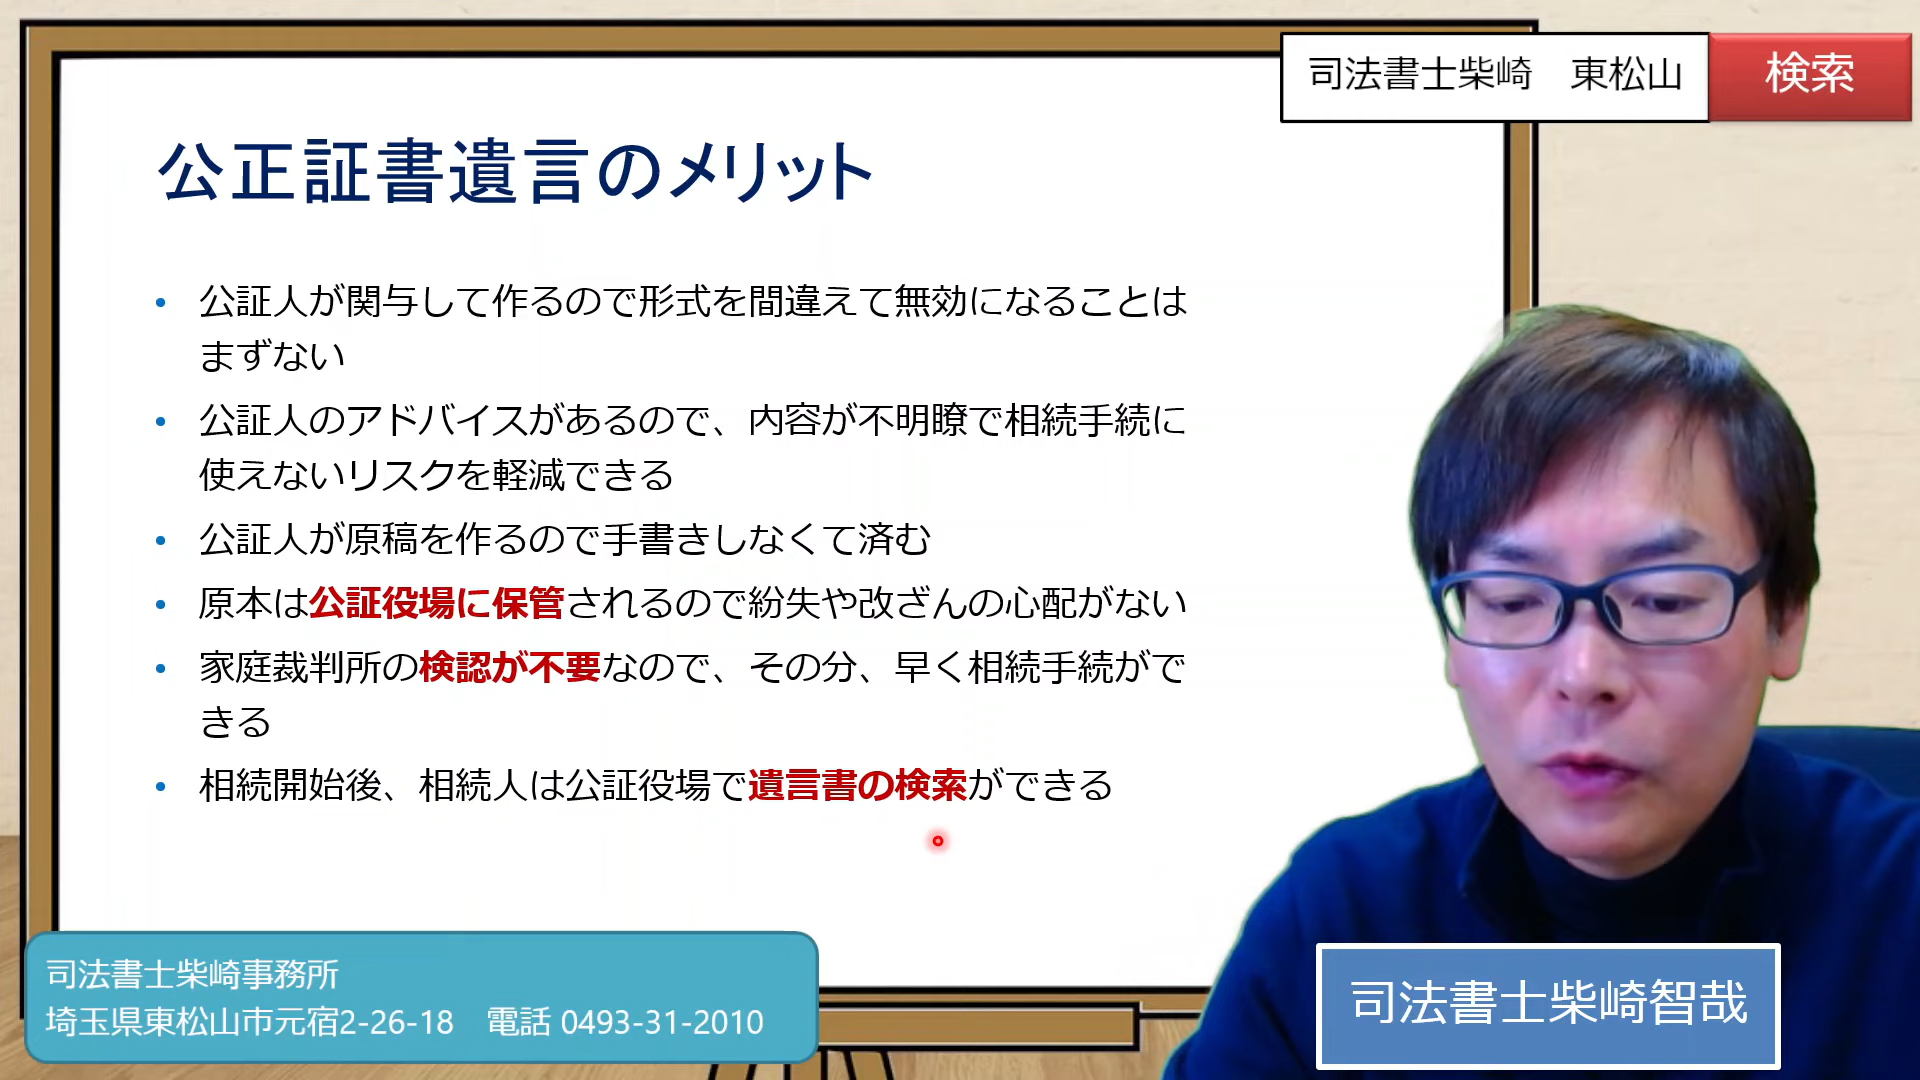 司法書士柴崎　東松山
検索
公正証書遺言のメリット
• 公証人が関与して作るので形式を間違えて無効になることは
まずない
• 公証人のアドバイスがあるので、内容が不明瞭で相続手続に
使えないリスクを軽減できる
• 公証人が原稿を作るので手書きしなくて済む
• 原本は公証役場に保管されるので紛失や改ざんの心配がない
• 家庭裁判所の検認が不要なので、その分、早く相続手続がで
きる
• 相続開始後、相続人は公証役場で遺言書の検索ができる
司法書士柴崎事務所
埼玉県東松山市元宿2-26-18　電話 0493-31-2010
司法書士柴崎智哉